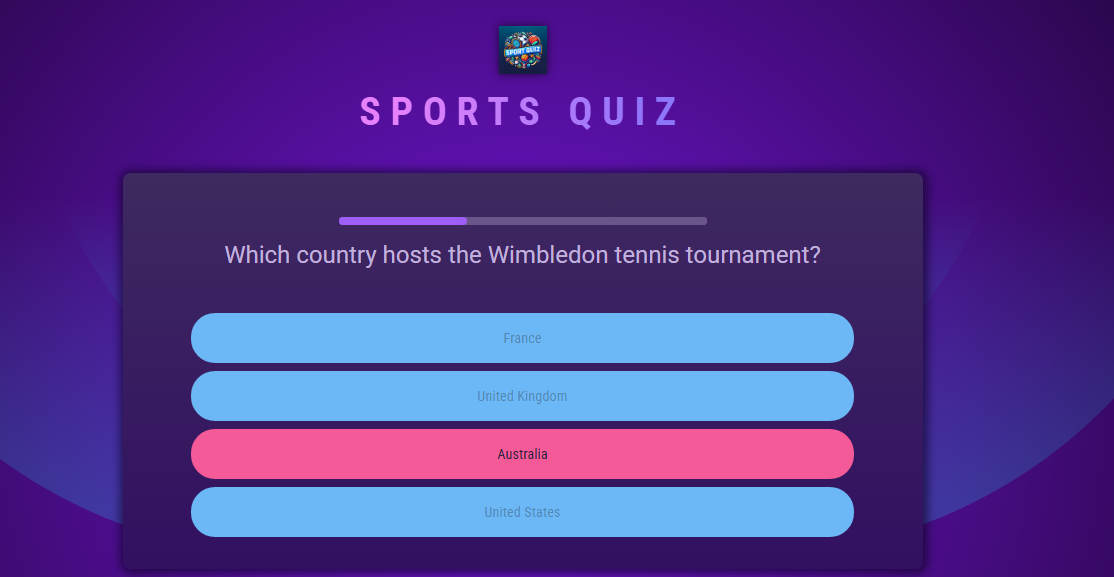 SPORT QUIZ
SPORTS QUIZ
Which country hosts the Wimbledon tennis tournament?
France
United Kingdom
Australia
United States